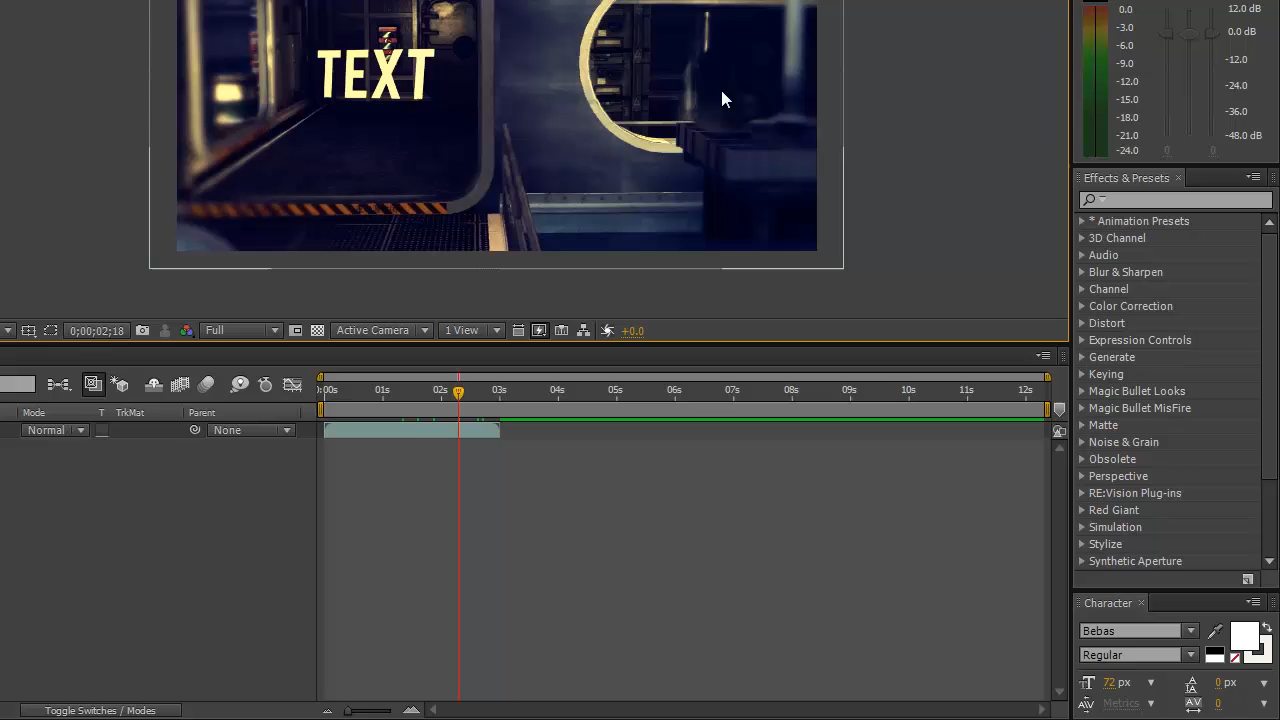 0.0
-3.0
-6.0
-9.0
-12.0
-15.0
-18.0
-21.0
-24.0
12.0 dB
0.0 dB
-12.0
-24.0
-36.0
-48.0 dB
0 0
TEXT
0;00;02;18
Full
Active Camera
1 View
+0.0
Effects & Presets
* Animation Presets
3D Channel
Audio
Blur & Sharpen
Channel
Color Correction
Distort
Expression Controls
Generate
Keying
Magic Bullet Looks
Magic Bullet MisFire
Matte
Noise & Grain
Obsolete
Perspective
RE:Vision Plug-ins
Red Giant
Simulation
Stylize
Synthetic Aperture
Mode T TrkMat Parent
Normal None
:00s 01s 02s 03s 04s 05s 06s 07s 08s 09s 10s 11s 12s
Character
Bebas
Regular
72 px 0 px
Metrics 0
Toggle Switches / Modes